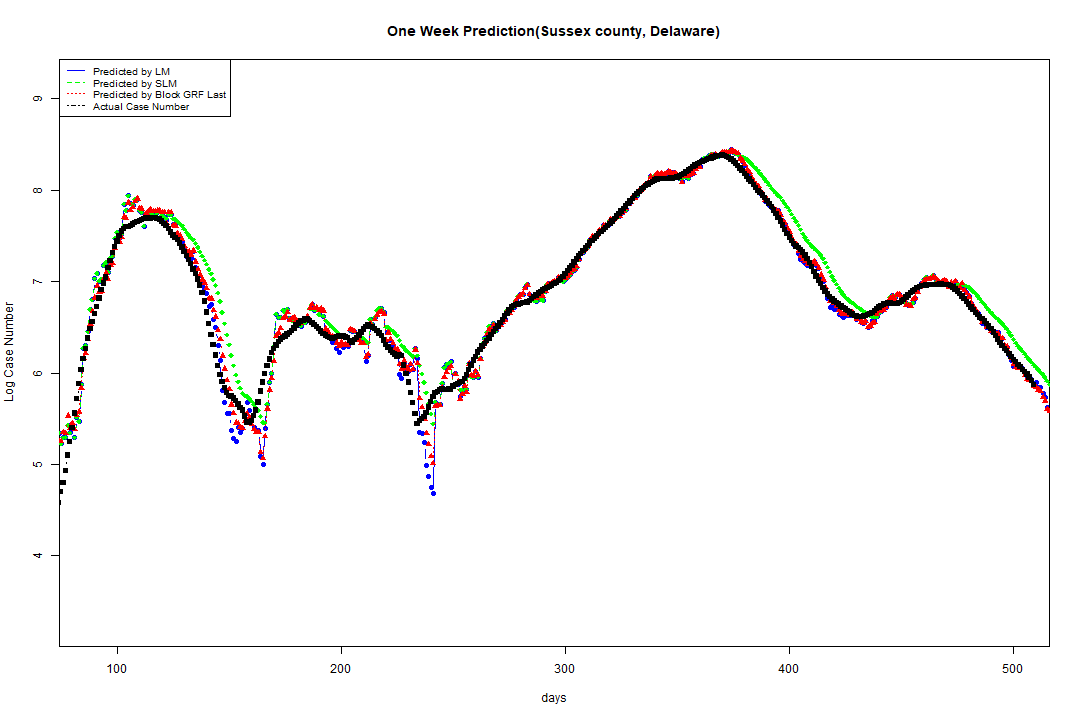 One Week Prediction(Sussex county, Delaware)
Predicted by LM
Predicted by SLM
Predicted by Block GRF Last
Actual Case Number
9
8
7
6
5
4
Log Case Number
100 200 300 400 500
days